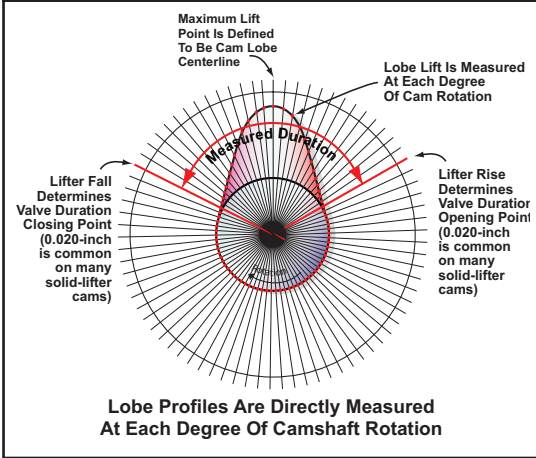 Maximum Lift
Point Is Defined
To Be Cam Lobe
Centerline
Lobe Lift Is Measured
At Each Degree
Of Cam Rotation
Measured Duration
Lifter Fall
Determines
Valve Duration
Closing Point
(0.020-inch
is common
on many
solid-lifter
cams)
Lifter Rise
Determines
Valve Duration
Opening Point
(0.020-inch
is common
on many
solid-lifter
cams)
Rotation
Lobe Profiles Are Directly Measured
At Each Degree Of Camshaft Rotation